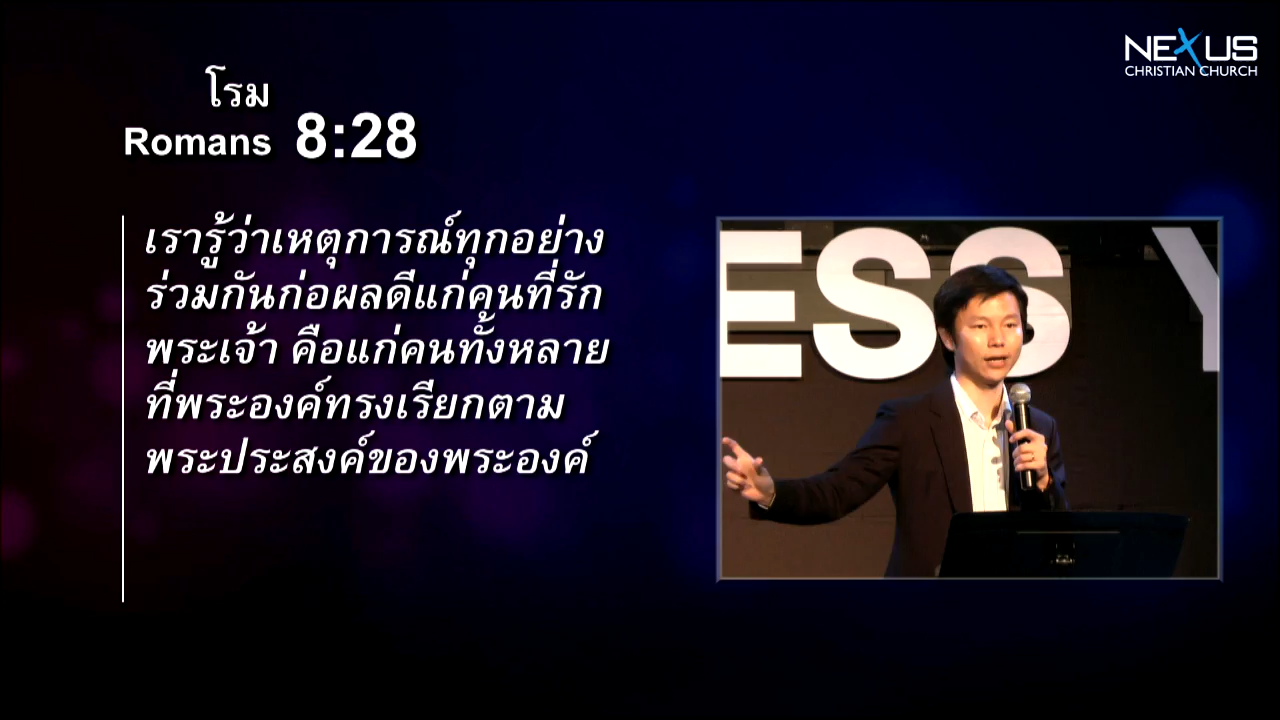 NEXUS
CHRISTIAN CHURCH
โรม
Romans 8:28
เรารู้ว่าเหตุการณ์ทุกอย่าง
ร่วมกันก่อผลดีแก่คนที่รัก
พระเจ้า คือแก่คนทั้งหลาย
ที่พระองค์ทรงเรียกตาม
พระประสงค์ของพระองค์
ESS Y